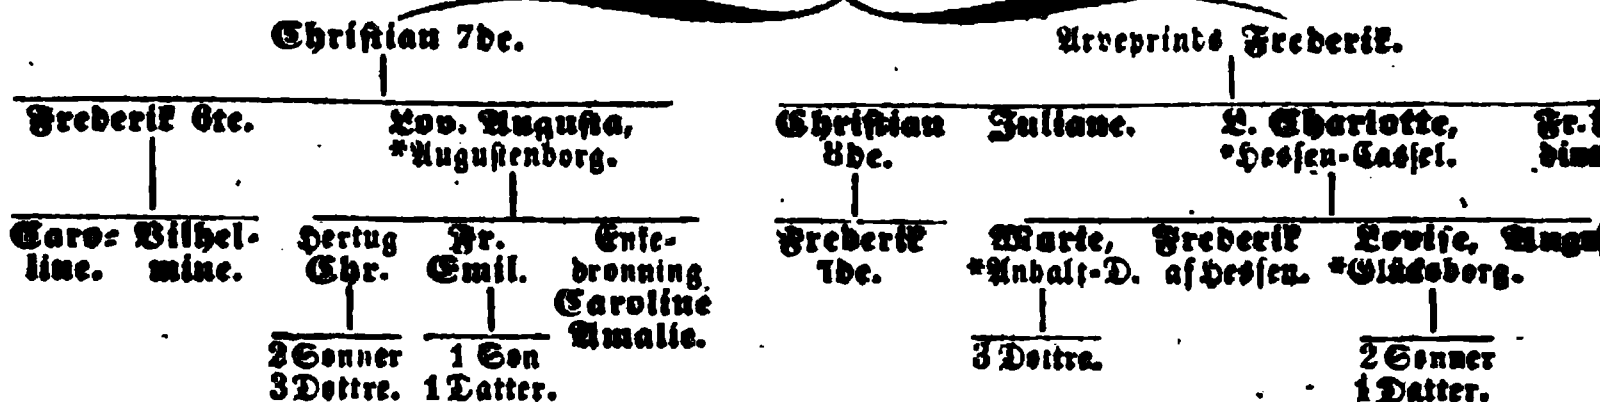 Christian 7de.
Arveprinds Frederik.
Frederik 6te.
Lov. Augusta,
*Augustenborg.
Christian
8de.
Juliane.
L. Charlotte,
*Hessen-Cassel.
Fr.
Caro-
line.
Vilhel-
mine.
Hertug
Chr.
Fr.
Emil.
Enke-
dronning
Caroline
Amalie.
Frederik
7de.
Marie,
*Anhalt-D.
Frederik
af Hessen.
Lovise,
*Glücksborg.
2 Sønner
3 Døttre.
1 Søn
1 Datter.
3 Døttre.
2 Sønner
1 Datter.